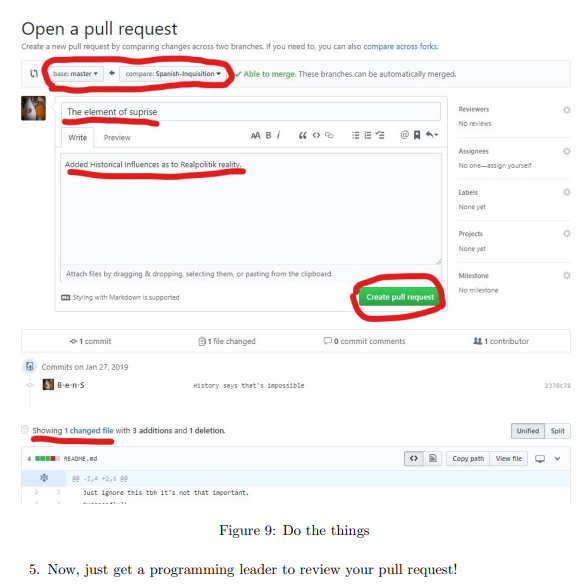 Open a pull request
Create a new pull request by comparing changes across two branches. If you need to, you can also compare across forks.
base: master compare: Spanish-Inquisition Able to merge. These branches can be automatically merged.
The element of suprise
Write Preview AA B i
Added Historical Influences as to Realpolitik reality.
Attach files by dragging & dropping, selecting them, or pasting from the clipboard.
Styling with Markdown is supported
Create pull request
Reviewers
No reviews
Assignees
No one—assign yourself
Labels
None yet
Projects
None yet
Milestone
No milestone
1 commit 1 file changed 0 commit comments 1 contributor
Commits on Jan 27, 2019
B-e-n-S History says that's impossible 2378c78
Showing 1 changed file with 3 additions and 1 deletion. Unified Split
4 README.md Copy path View file
@@ -2,4 +2,6 @@
2 2 Just ignore this tbh it's not that important.
Figure 9: Do the things
5. Now, just get a programming leader to review your pull request!